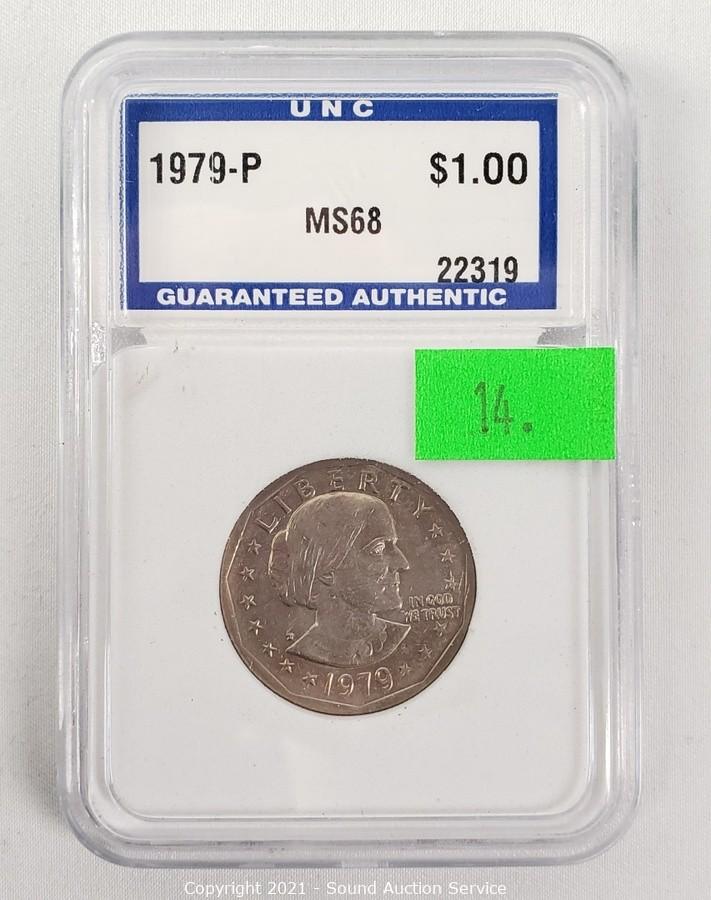 UNC
1979-P $1.00
MS68
22319
GUARANTEED AUTHENTIC
14.
LIBERTY
IN GOD
WE TRUST
1979
Copyright 2021 - Sound Auction Service